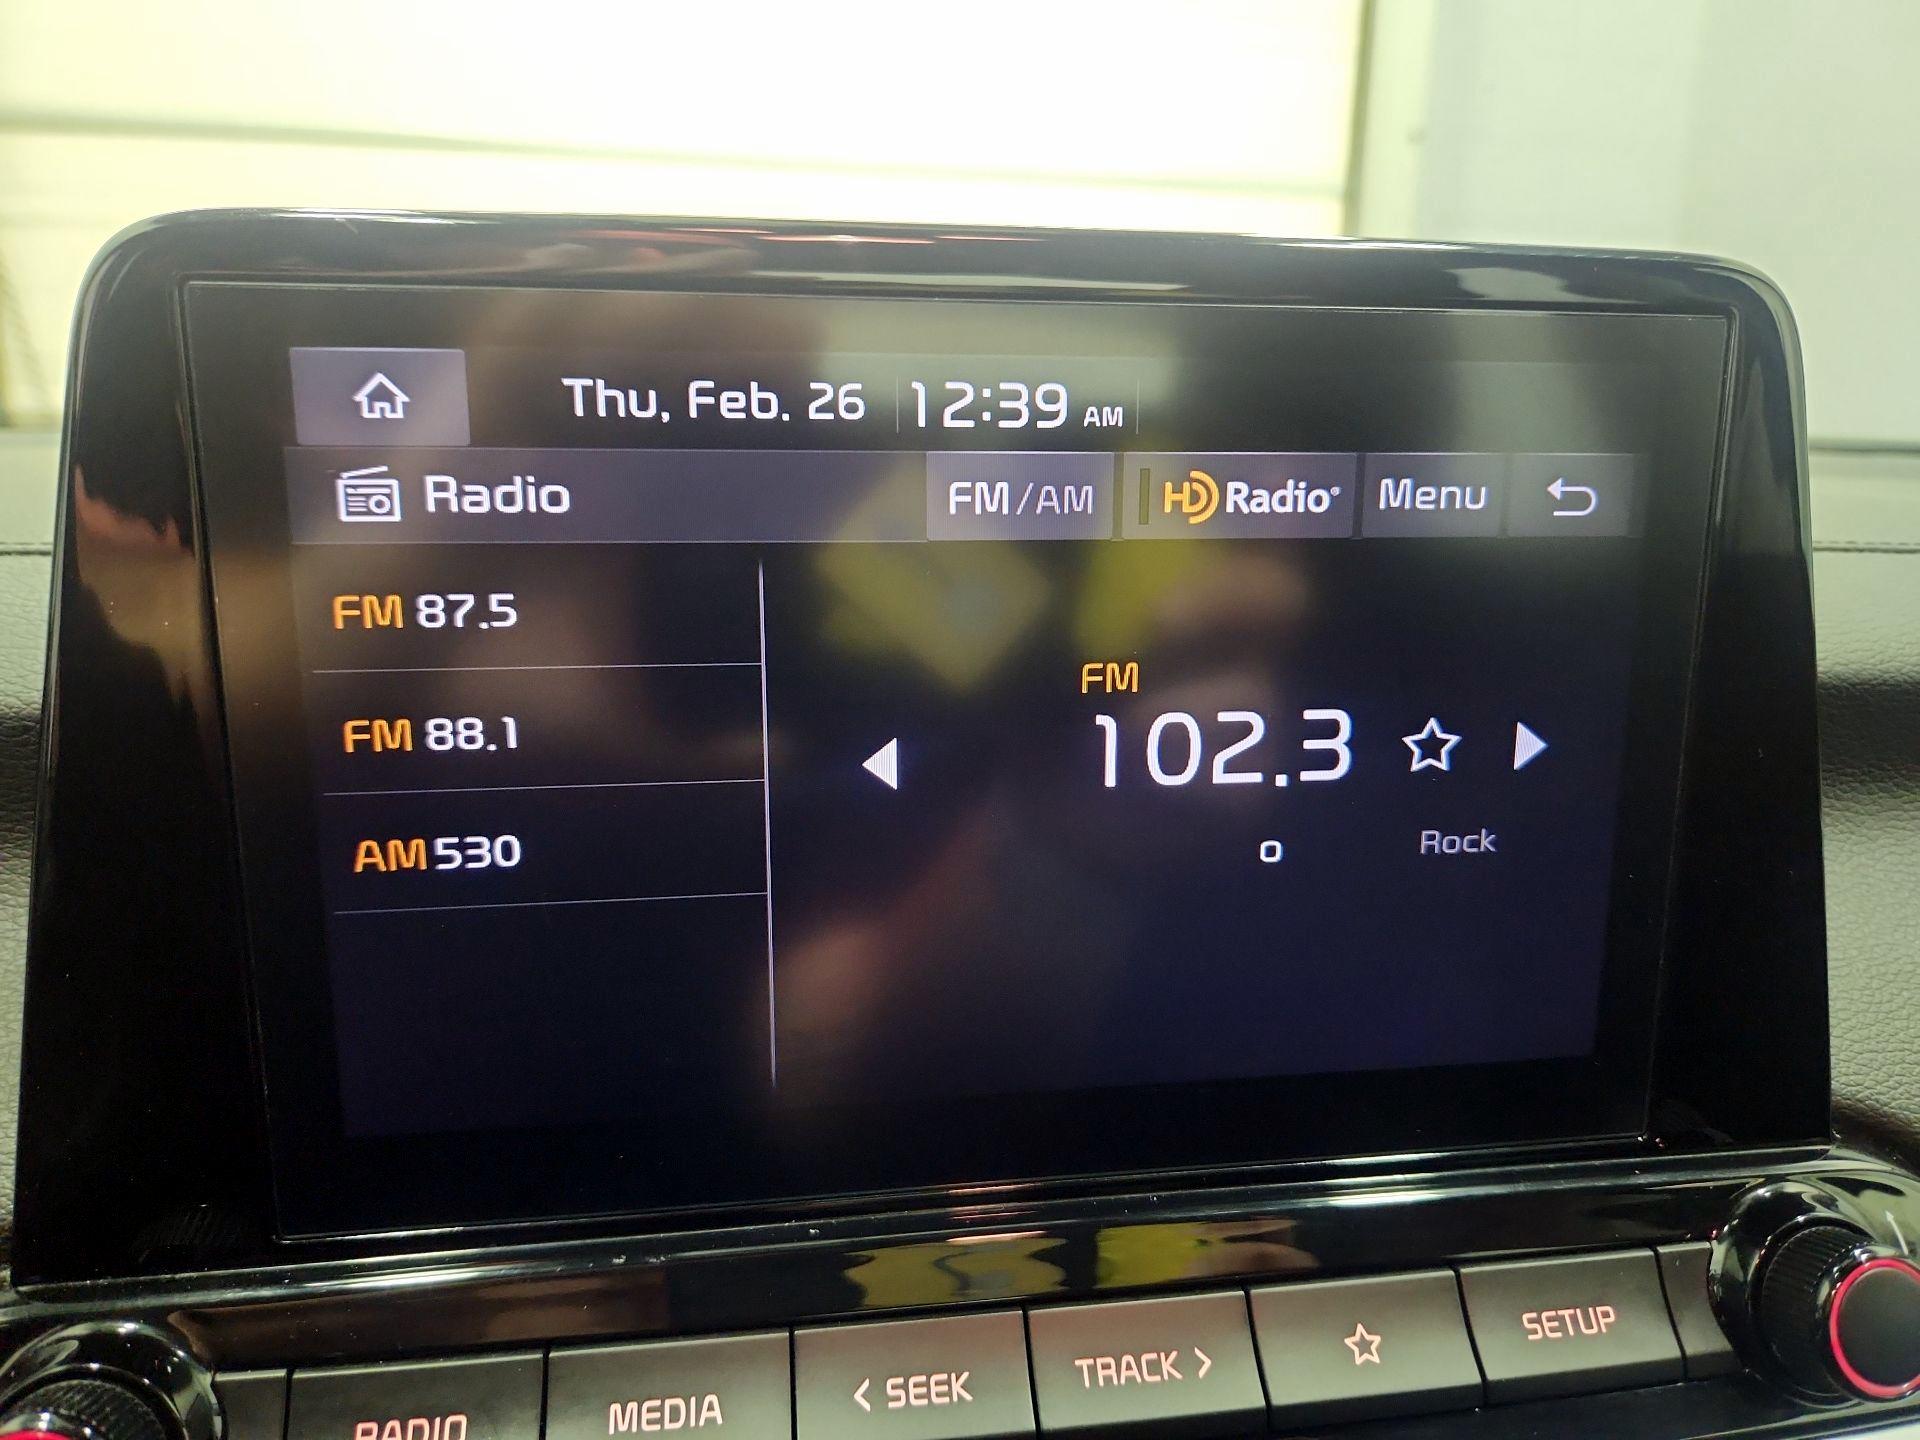 Thu, Feb. 26 12:39 AM
Radio FM/AM HD Radio® Menu
FM 87.5
FM 88.1
AM 530
FM
102.3
o Rock
RADIO MEDIA < SEEK TRACK > SETUP